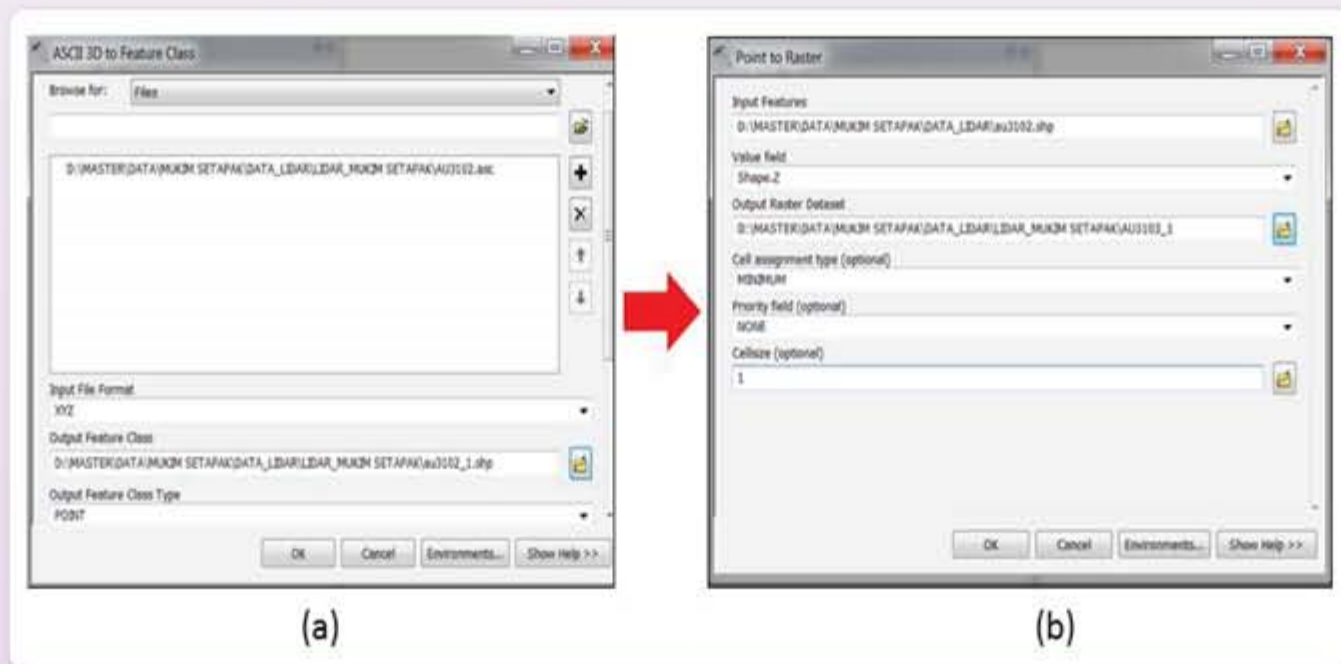 ASCII 3D to Feature Class
Browse for: Files
D:\MASTER\DATA\MUKIM SETAPAK\DATA_LIDAR\LIDAR_MUKIM SETAPAK\AU3102.asc
Input File Format
XYZ
Output Feature Class
D:\MASTER\DATA\MUKIM SETAPAK\DATA_LIDAR\LIDAR_MUKIM SETAPAK\au3102_1.shp
Output Feature Class Type
POINT
OK Cancel Environments... Show Help >>
(a)
Point to Raster
Input Features
D:\MASTER\DATA\MUKIM SETAPAK\DATA_LIDAR\au3102.shp
Value field
Shape.Z
Output Raster Dataset
D:\MASTER\DATA\MUKIM SETAPAK\DATA_LIDAR\LIDAR_MUKIM SETAPAK\AU3103_1
Cell assignment type (optional)
MINIMUM
Priority field (optional)
NONE
Cellsize (optional)
1
OK Cancel Environments... Show Help >>
(b)